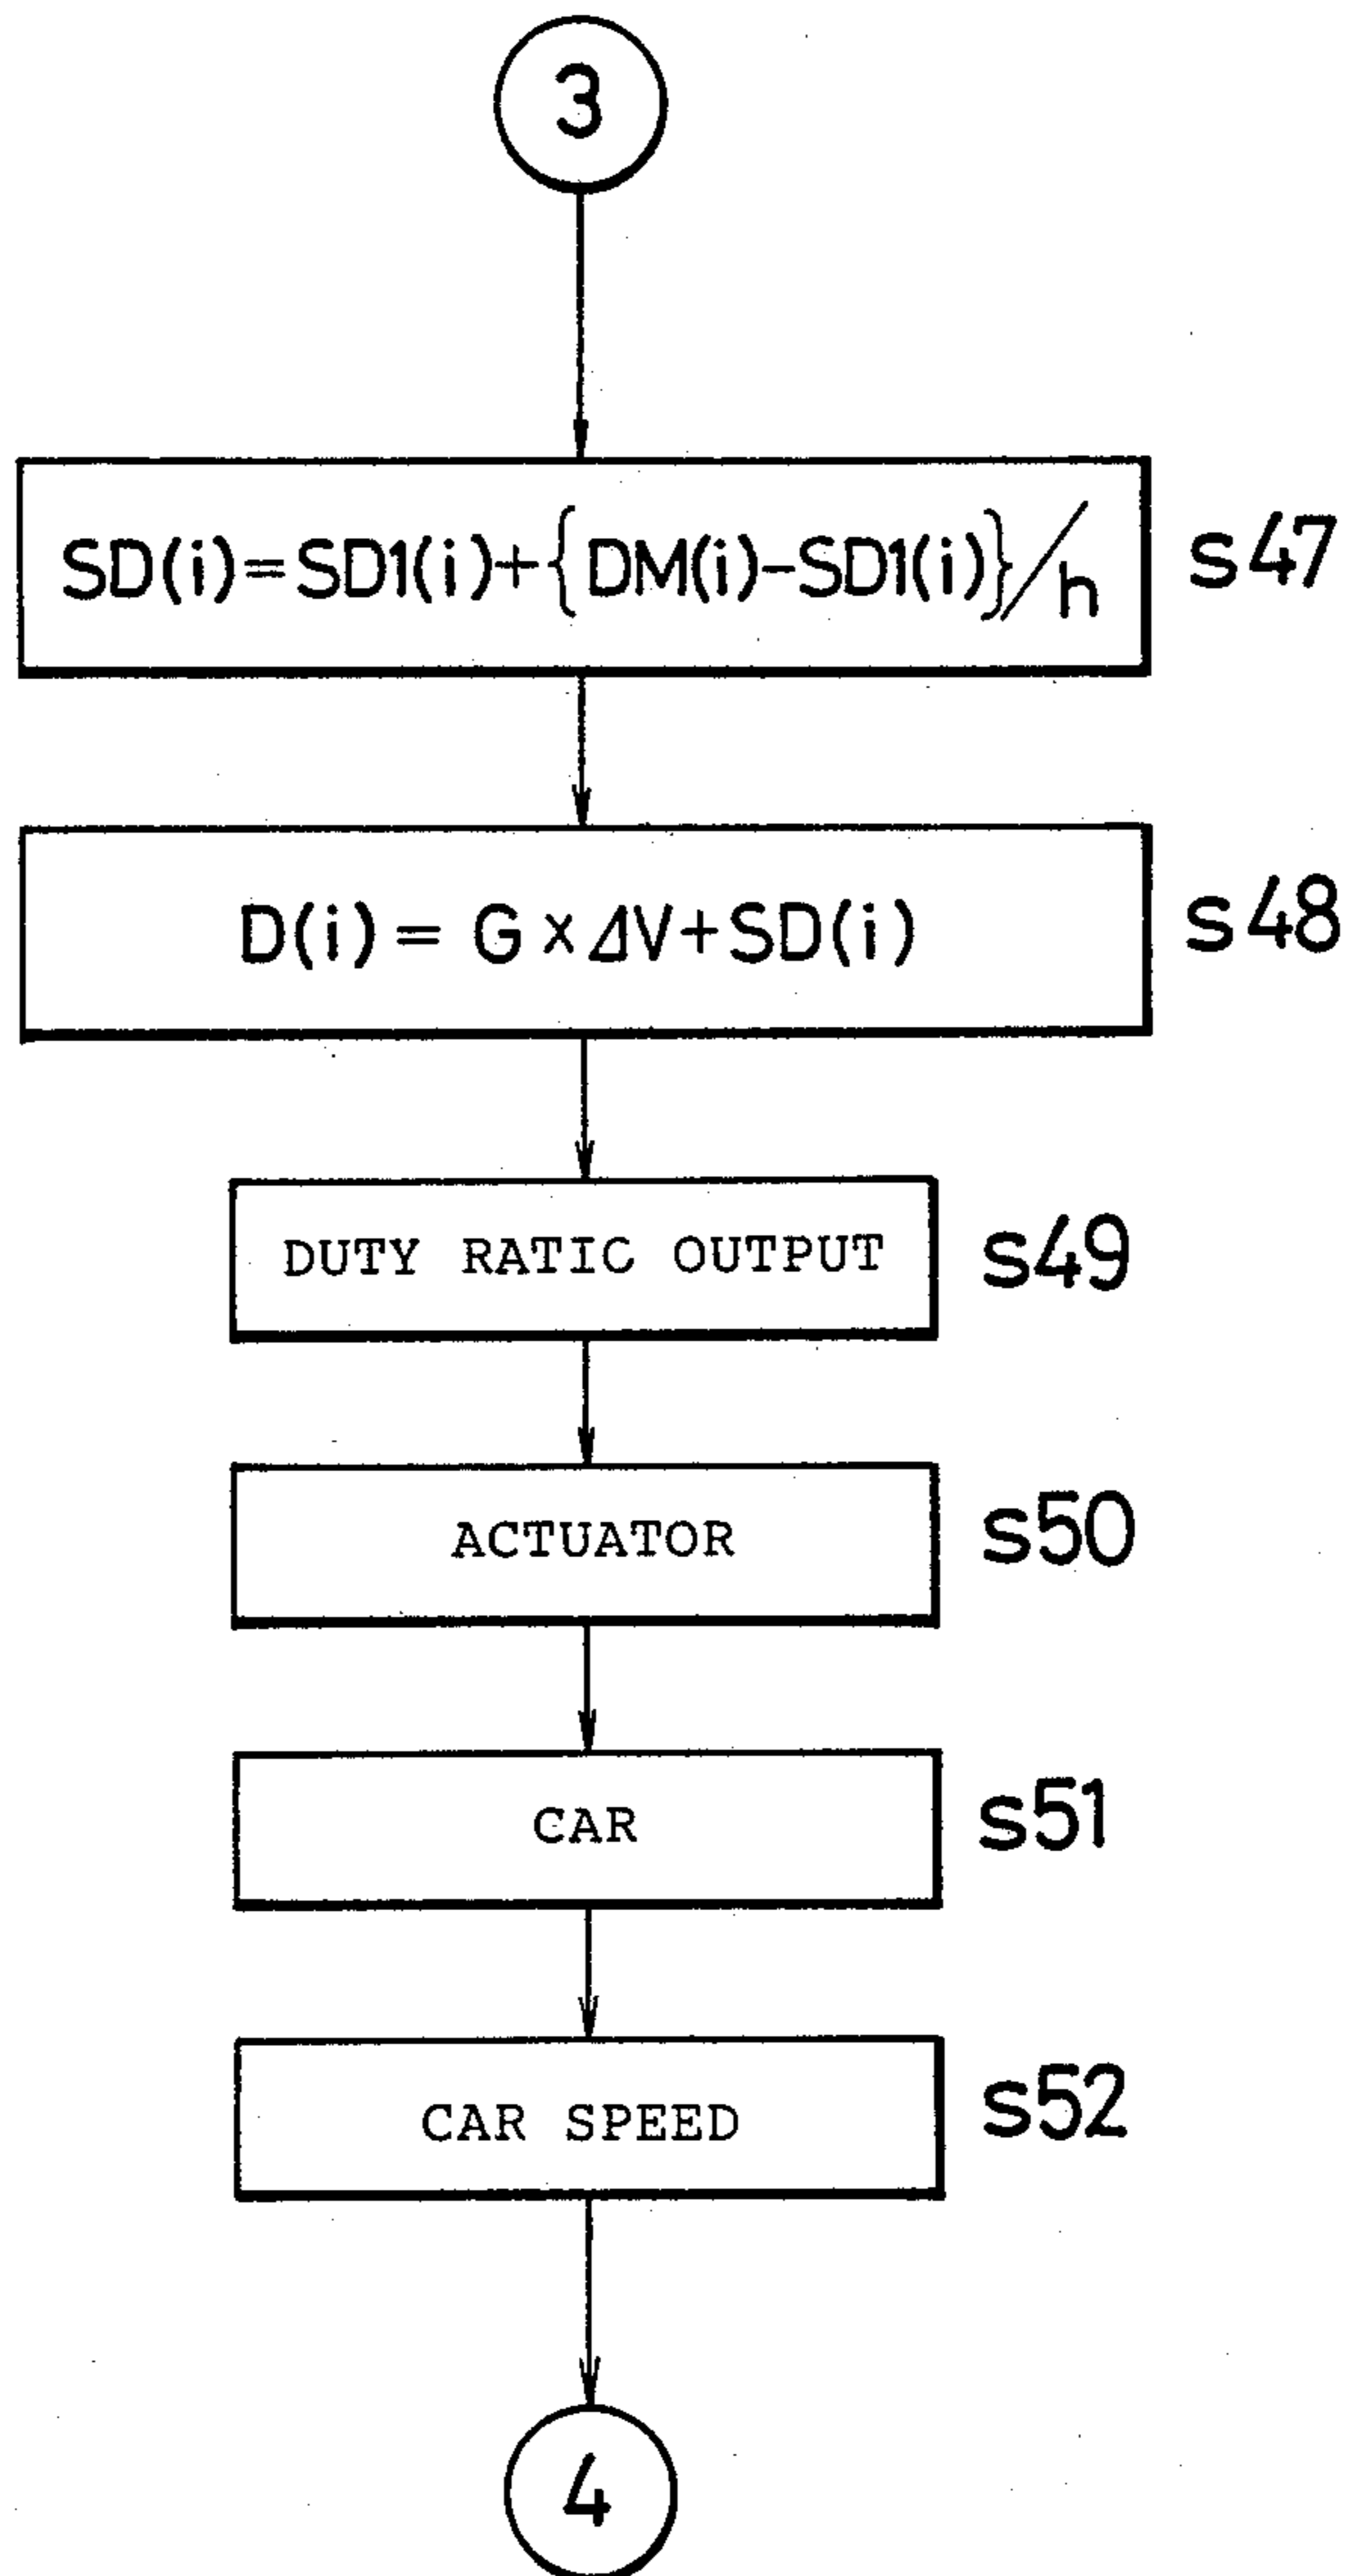 3
SD(i)=SD1(i)+{DM(i)-SD1(i)}/h s47
D(i) = G × ΔV+SD(i) s48
DUTY RATIC OUTPUT s49
ACTUATOR s50
CAR s51
CAR SPEED s52
4